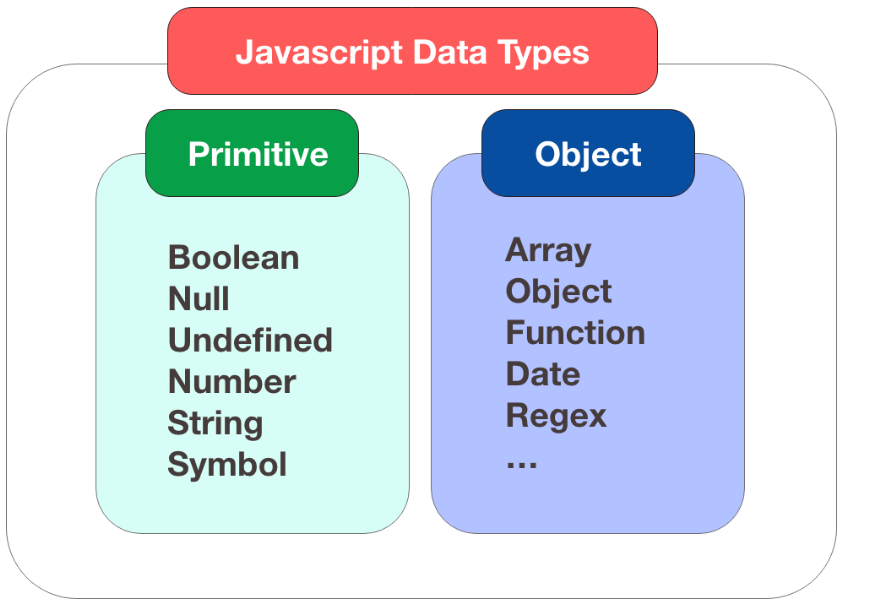 Javascript Data Types
Primitive
Boolean
Null
Undefined
Number
String
Symbol
Object
Array
Object
Function
Date
Regex
...